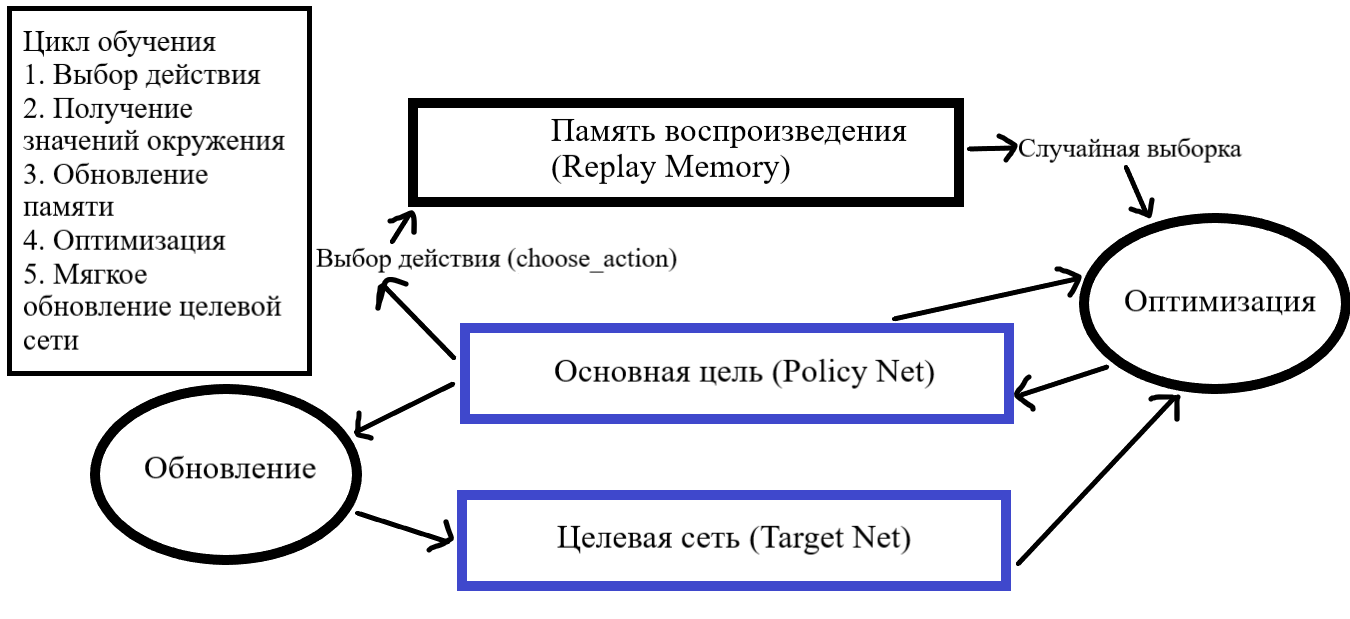 Цикл обучения
1. Выбор действия
2. Получение
значений окружения
3. Обновление
памяти
4. Оптимизация
5. Мягкое
обновление целевой
сети
Память воспроизведения
(Replay Memory)
Случайная выборка
Выбор действия (choose_action)
Оптимизация
Основная цель (Policy Net)
Обновление
Целевая сеть (Target Net)